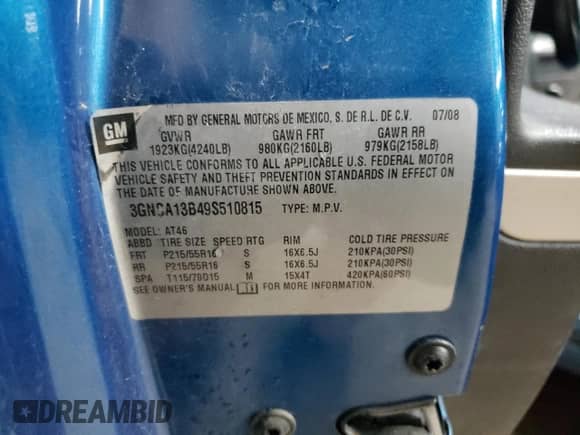 GM
MFD BY GENERAL MOTORS DE MEXICO, S. DE R.L. DE C.V. 07/08
GVWR GAWR FRT GAWR RR
1923KG(4240LB) 980KG(2160LB) 979KG(2158LB)
THIS VEHICLE CONFORMS TO ALL APPLICABLE U.S. FEDERAL MOTOR
VEHICLE SAFETY AND THEFT PREVENTION STANDARDS IN EFFECT ON
THE DATE OF MANUFACTURE SHOWN ABOVE.
3GNCA13B49S510815 TYPE: M.P.V.
MODEL: AT46
ABBD TIRE SIZE SPEED RTG RIM COLD TIRE PRESSURE
FRT P215/55R16 S 16X6.5J 210KPA(30PSI)
RR P215/55R16 S 16X6.5J 210KPA(30PSI)
SPA T115/70D15 M 15X4T 420KPA(60PSI)
SEE OWNER'S MANUAL FOR MORE INFORMATION.
DREAMBID